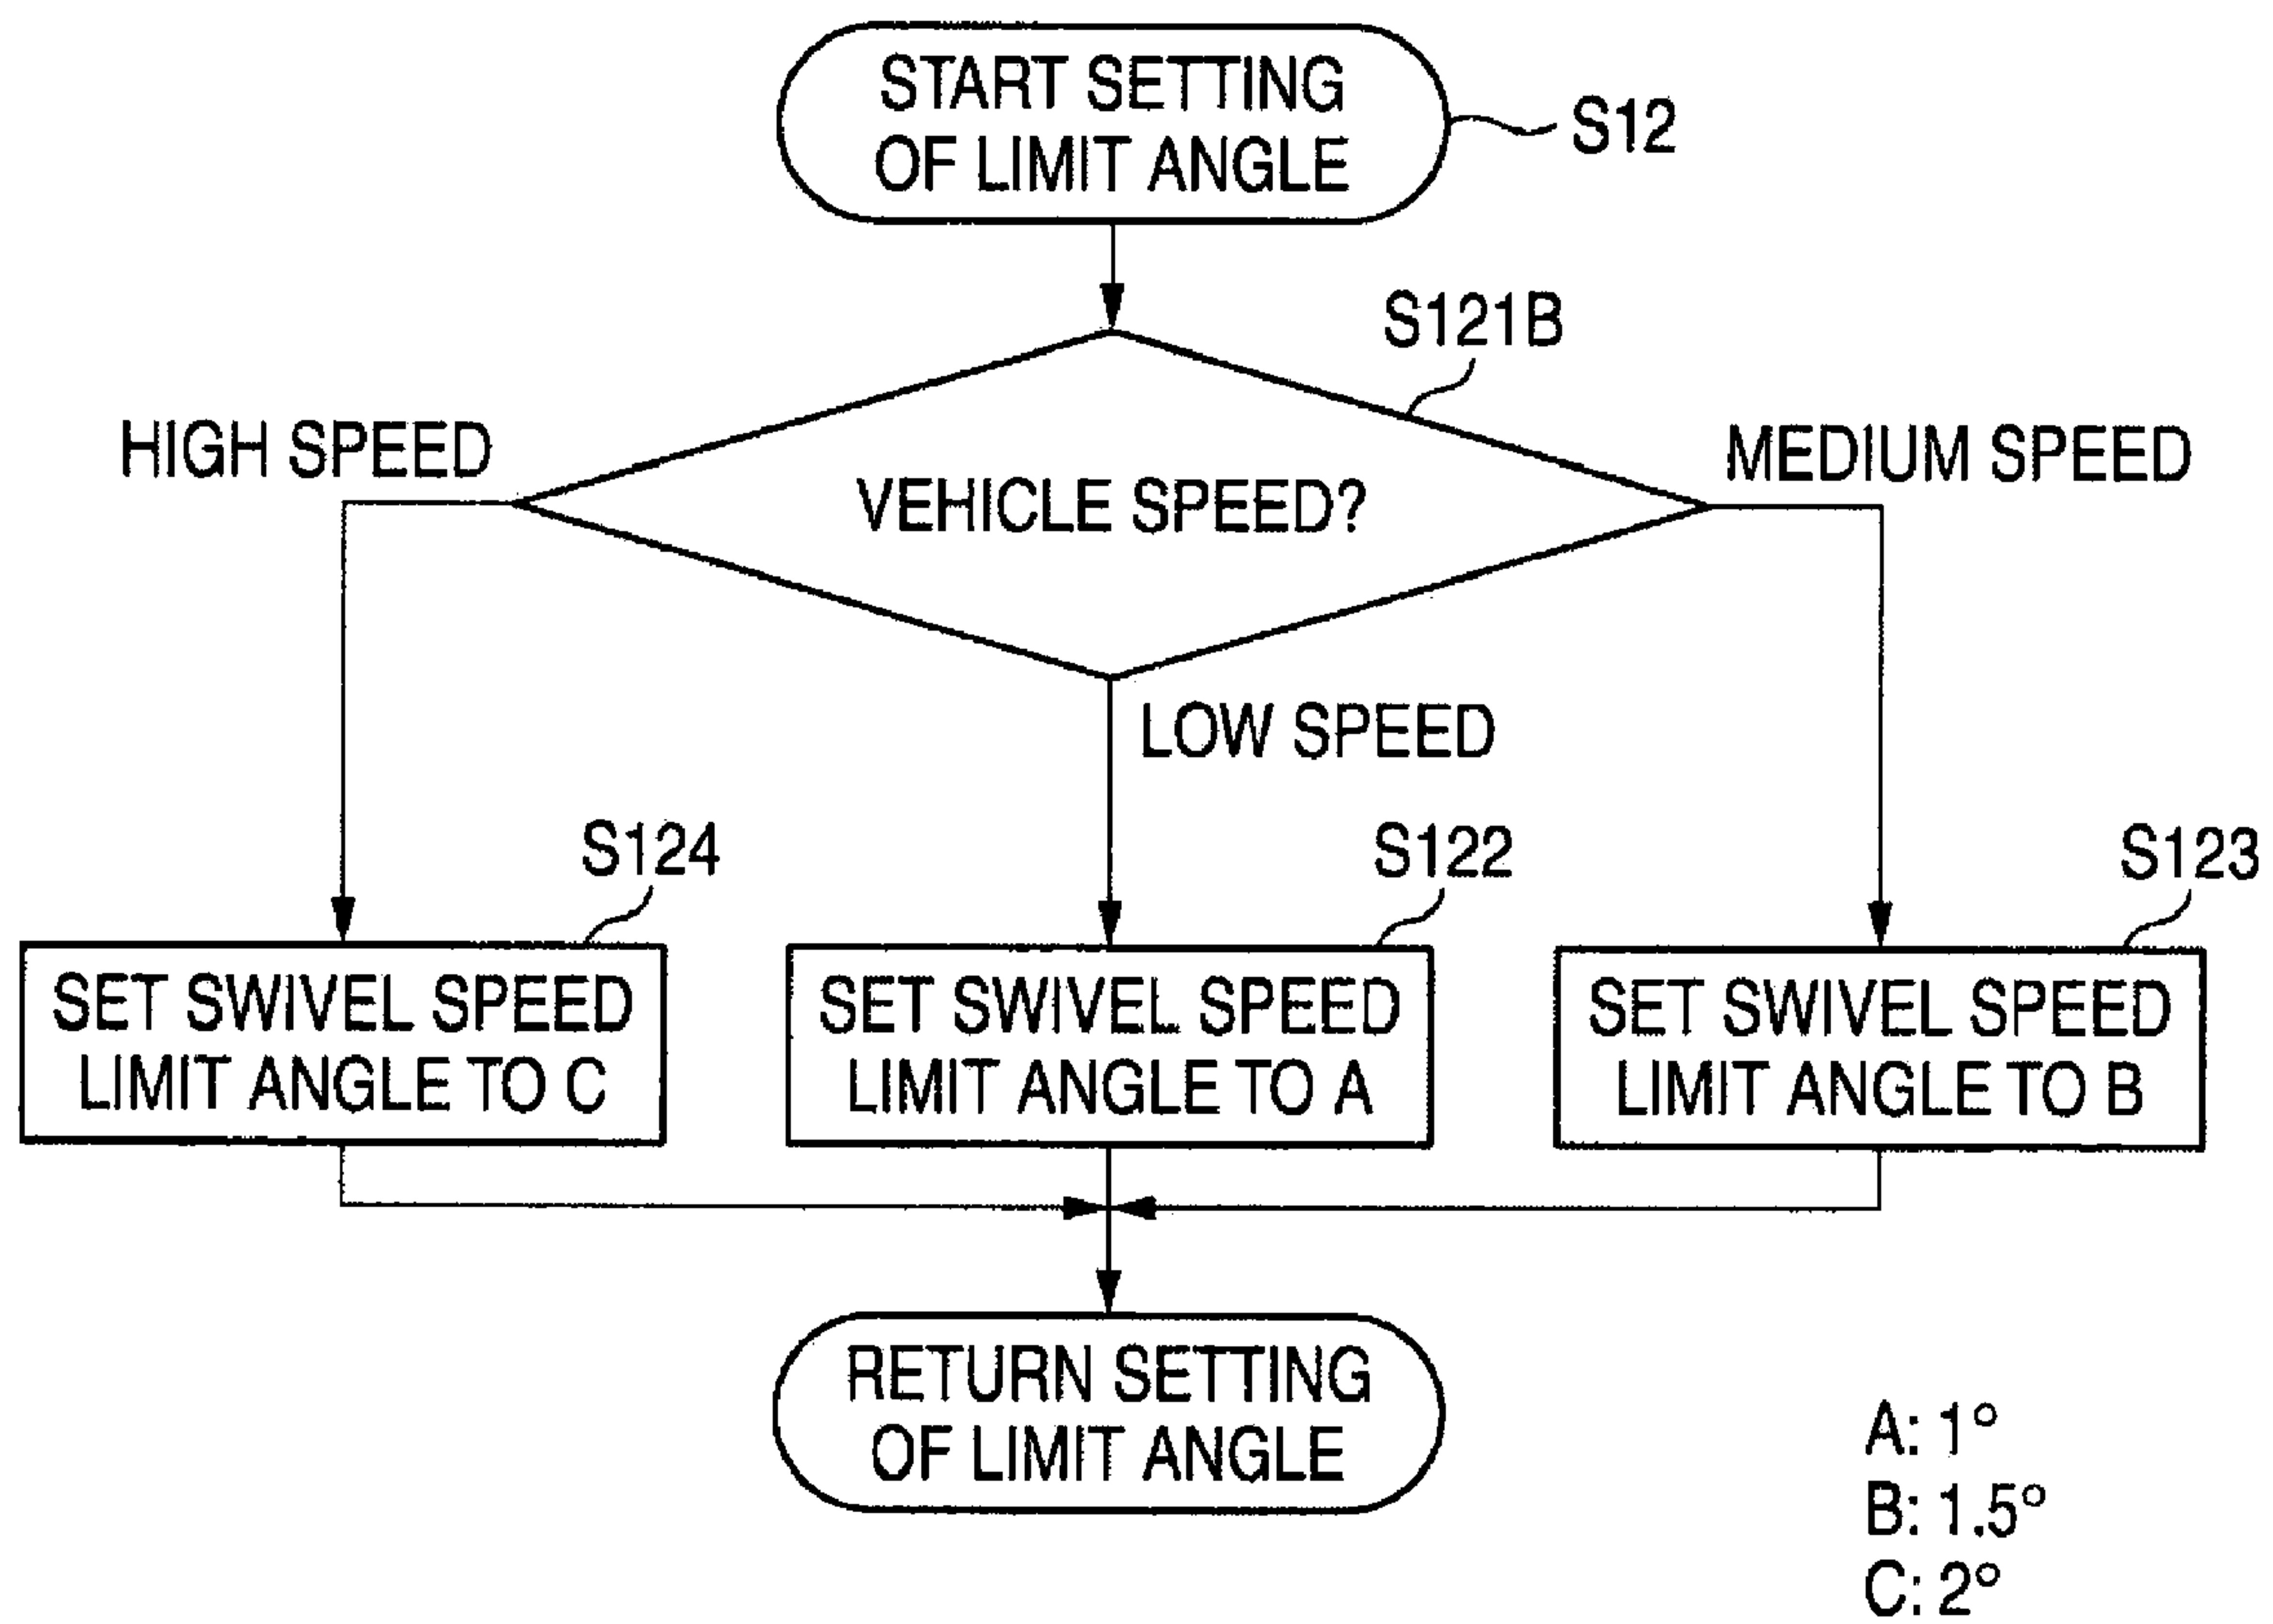 START SETTING
OF LIMIT ANGLE
S12
S121B
HIGH SPEED
MEDIUM SPEED
VEHICLE SPEED?
LOW SPEED
S124
S122
S123
SET SWIVEL SPEED
LIMIT ANGLE TO C
SET SWIVEL SPEED
LIMIT ANGLE TO A
SET SWIVEL SPEED
LIMIT ANGLE TO B
RETURN SETTING
OF LIMIT ANGLE
A: 1°
B: 1.5°
C: 2°